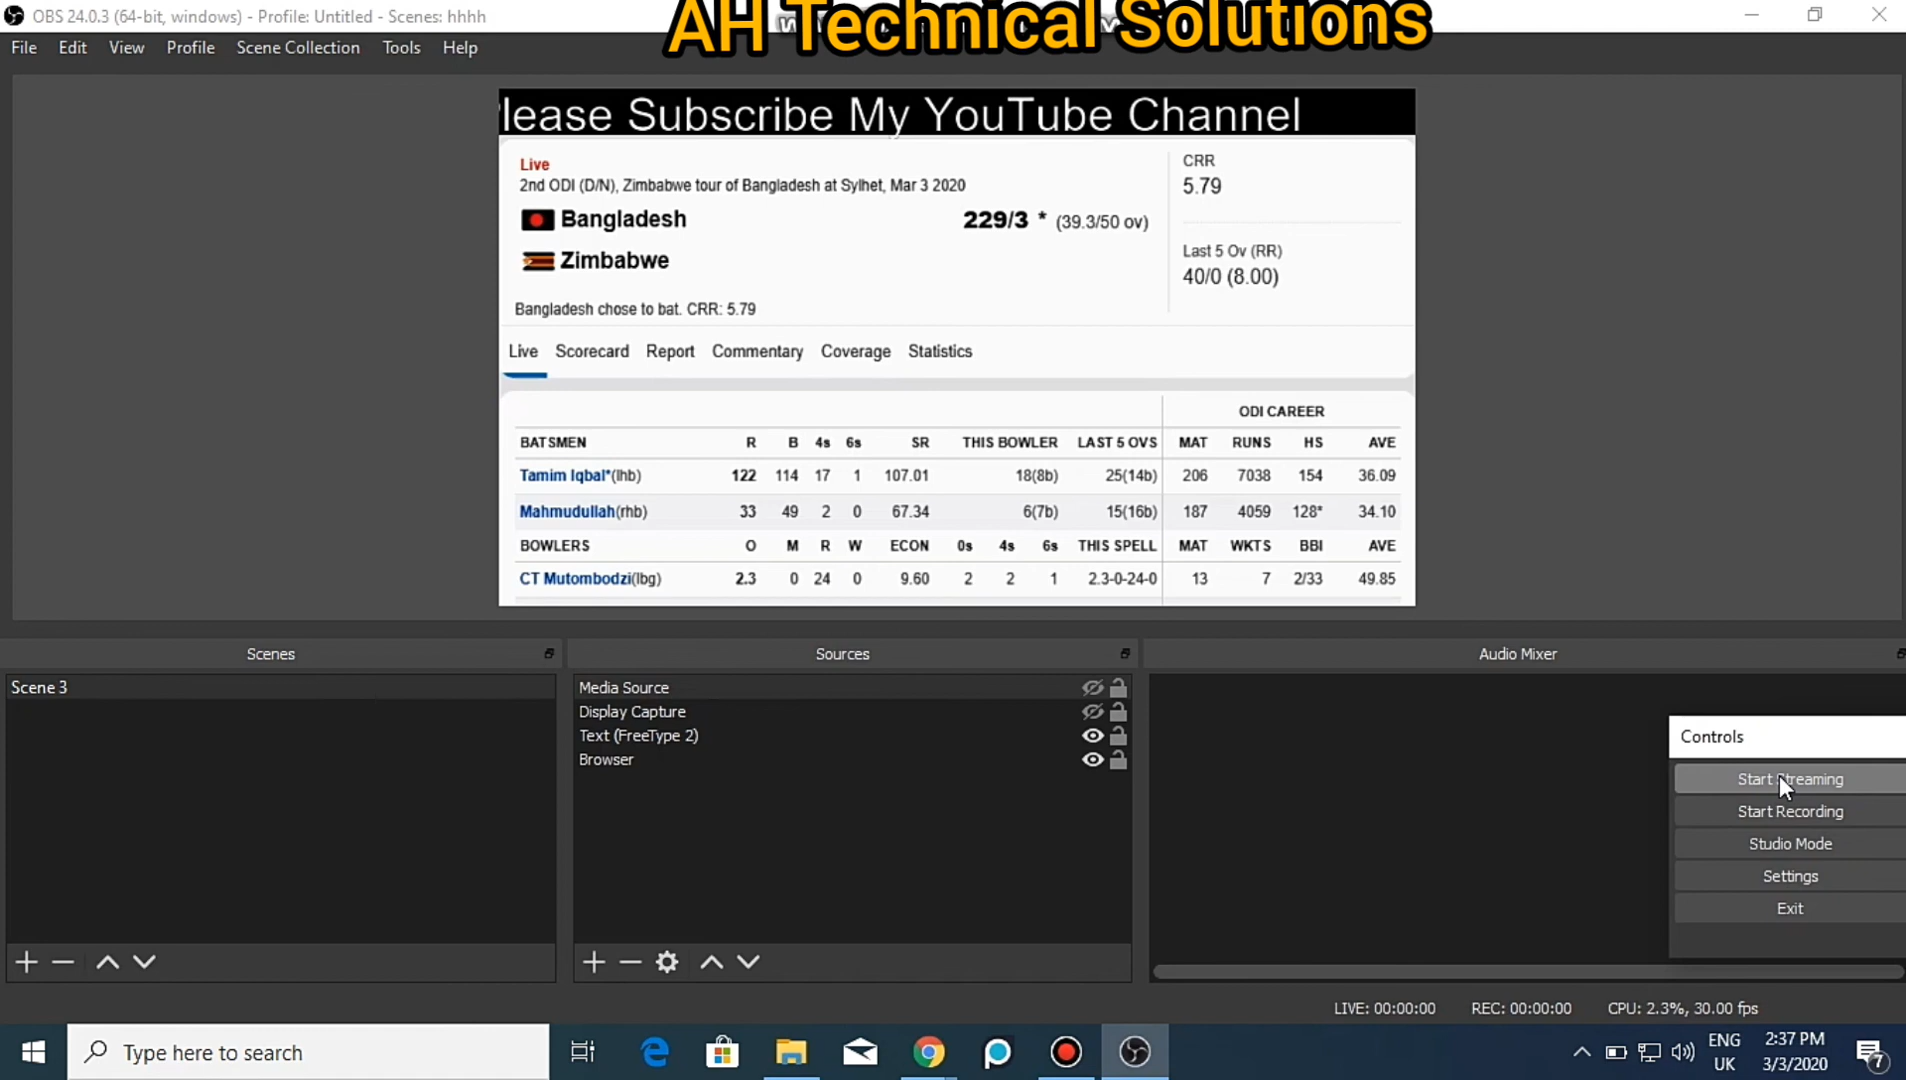 OBS 24.0.3 (64-bit, windows) - Profile: Untitled - Scenes: hhhh
AH Technical Solutions
File Edit View Profile Scene Collection Tools Help
lease Subscribe My YouTube Channel
Live
2nd ODI (D/N), Zimbabwe tour of Bangladesh at Sylhet, Mar 3 2020
Bangladesh 229/3 * (39.3/50 ov)
Zimbabwe
Bangladesh chose to bat. CRR: 5.79
CRR
5.79
Last 5 Ov (RR)
40/0 (8.00)
Live Scorecard Report Commentary Coverage Statistics
ODI CAREER
BATSMEN R B 4s 6s SR THIS BOWLER LAST 5 OVS MAT RUNS HS AVE
Tamim Iqbal*(lhb) 122 114 17 1 107.01 18(8b) 25(14b) 206 7038 154 36.09
Mahmudullah(rhb) 33 49 2 0 67.34 6(7b) 15(16b) 187 4059 128* 34.10
BOWLERS O M R W ECON 0s 4s 6s THIS SPELL MAT WKTS BBI AVE
CT Mutombodzi(lbg) 2.3 0 24 0 9.60 2 2 1 2.3-0-24-0 13 7 2/33 49.85
Scenes
Scene 3
Sources
Media Source
Display Capture
Text (FreeType 2)
Browser
Audio Mixer
Controls
Start Streaming
Start Recording
Studio Mode
Settings
Exit
LIVE: 00:00:00 REC: 00:00:00 CPU: 2.3%, 30.00 fps
Type here to search
ENG
UK
2:37 PM
3/3/2020
7